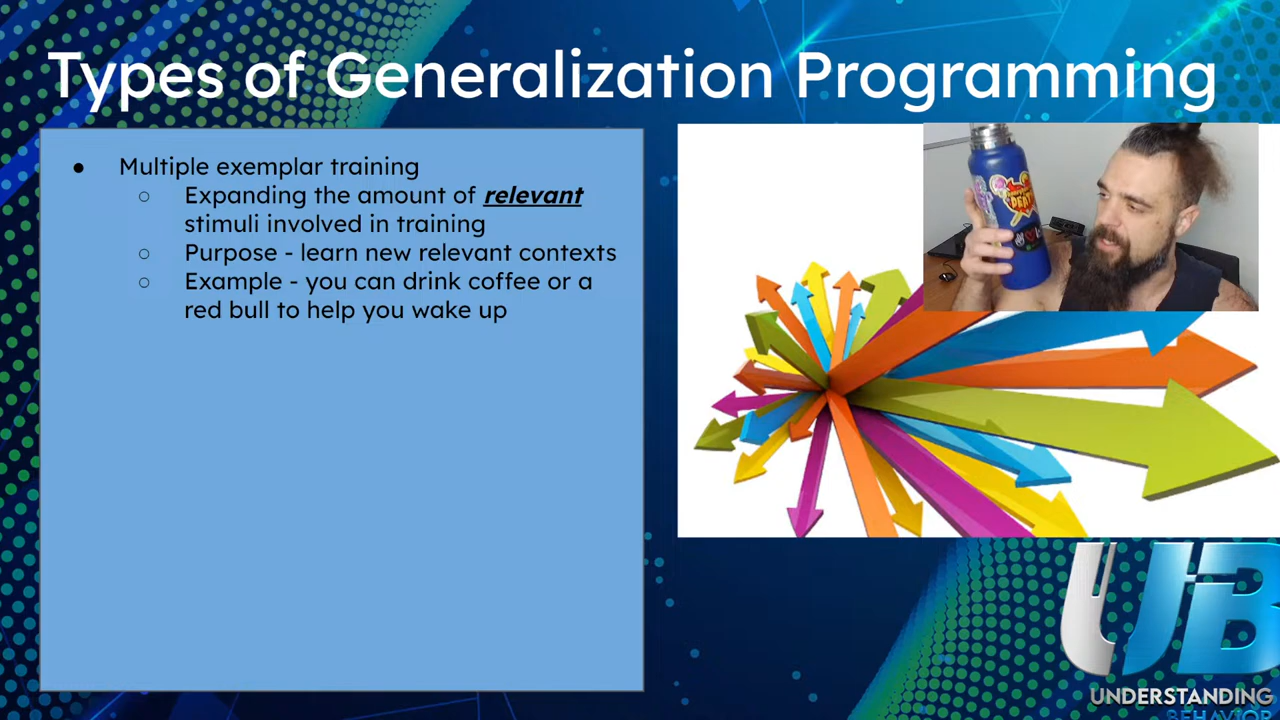 Types of Generalization Programming
● Multiple exemplar training
○ Expanding the amount of relevant
stimuli involved in training
○ Purpose - learn new relevant contexts
○ Example - you can drink coffee or a
red bull to help you wake up
UB
UNDERSTANDING
BEHAVIOR